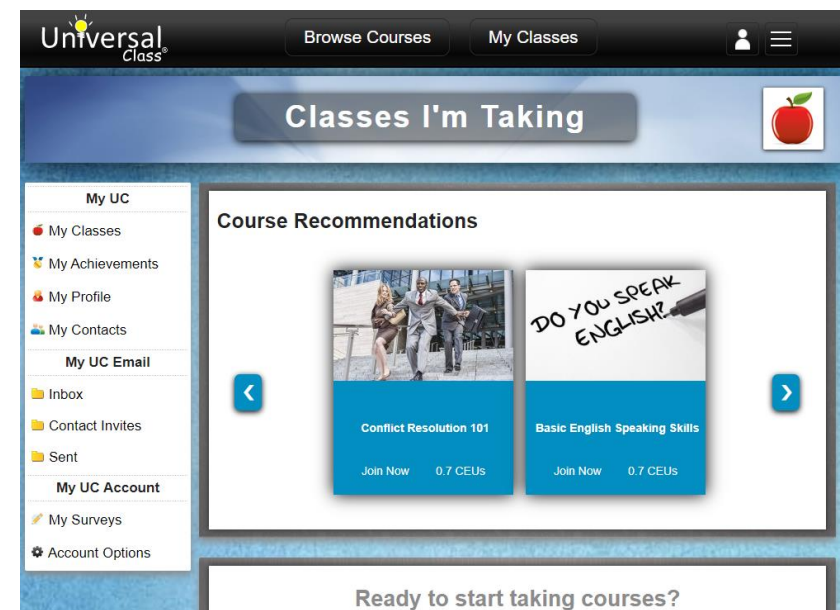 Universal
Class®
Browse Courses
My Classes
Classes I'm Taking
My UC
My Classes
My Achievements
My Profile
My Contacts
My UC Email
Inbox
Contact Invites
Sent
My UC Account
My Surveys
Account Options
Course Recommendations
DO YOU SPEAK
ENGLISH?
Conflict Resolution 101
Join Now 0.7 CEUs
Basic English Speaking Skills
Join Now 0.7 CEUs
Ready to start taking courses?